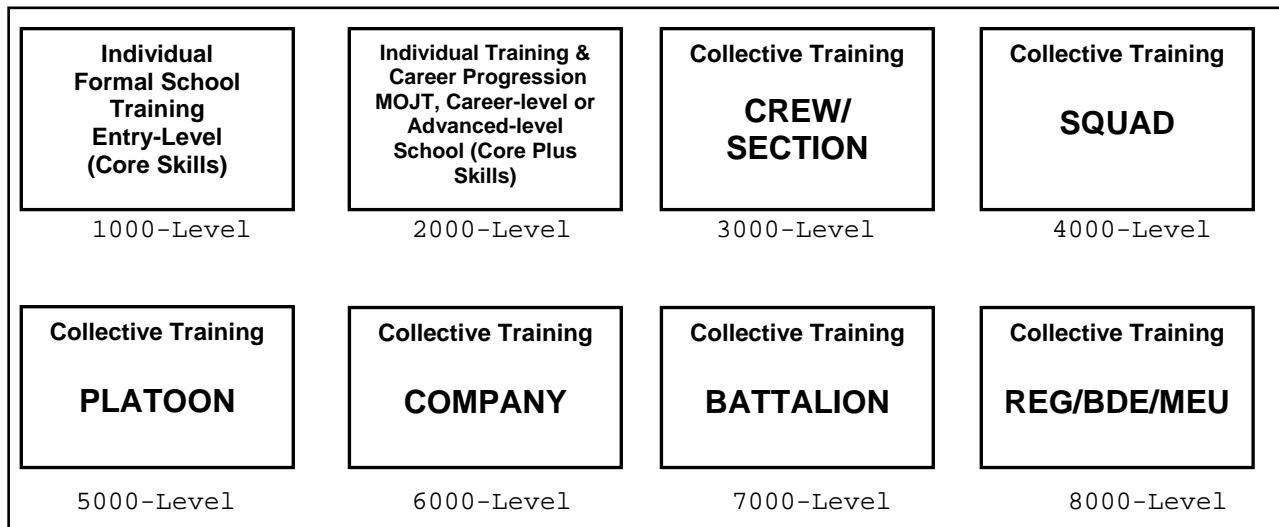 Individual
Formal School
Training
Entry-Level
(Core Skills)
1000-Level
Individual Training &
Career Progression
MOJT, Career-level or
Advanced-level
School (Core Plus
Skills)
2000-Level
Collective Training
CREW/
SECTION
3000-Level
Collective Training
SQUAD
4000-Level
Collective Training
PLATOON
5000-Level
Collective Training
COMPANY
6000-Level
Collective Training
BATTALION
7000-Level
Collective Training
REG/BDE/MEU
8000-Level